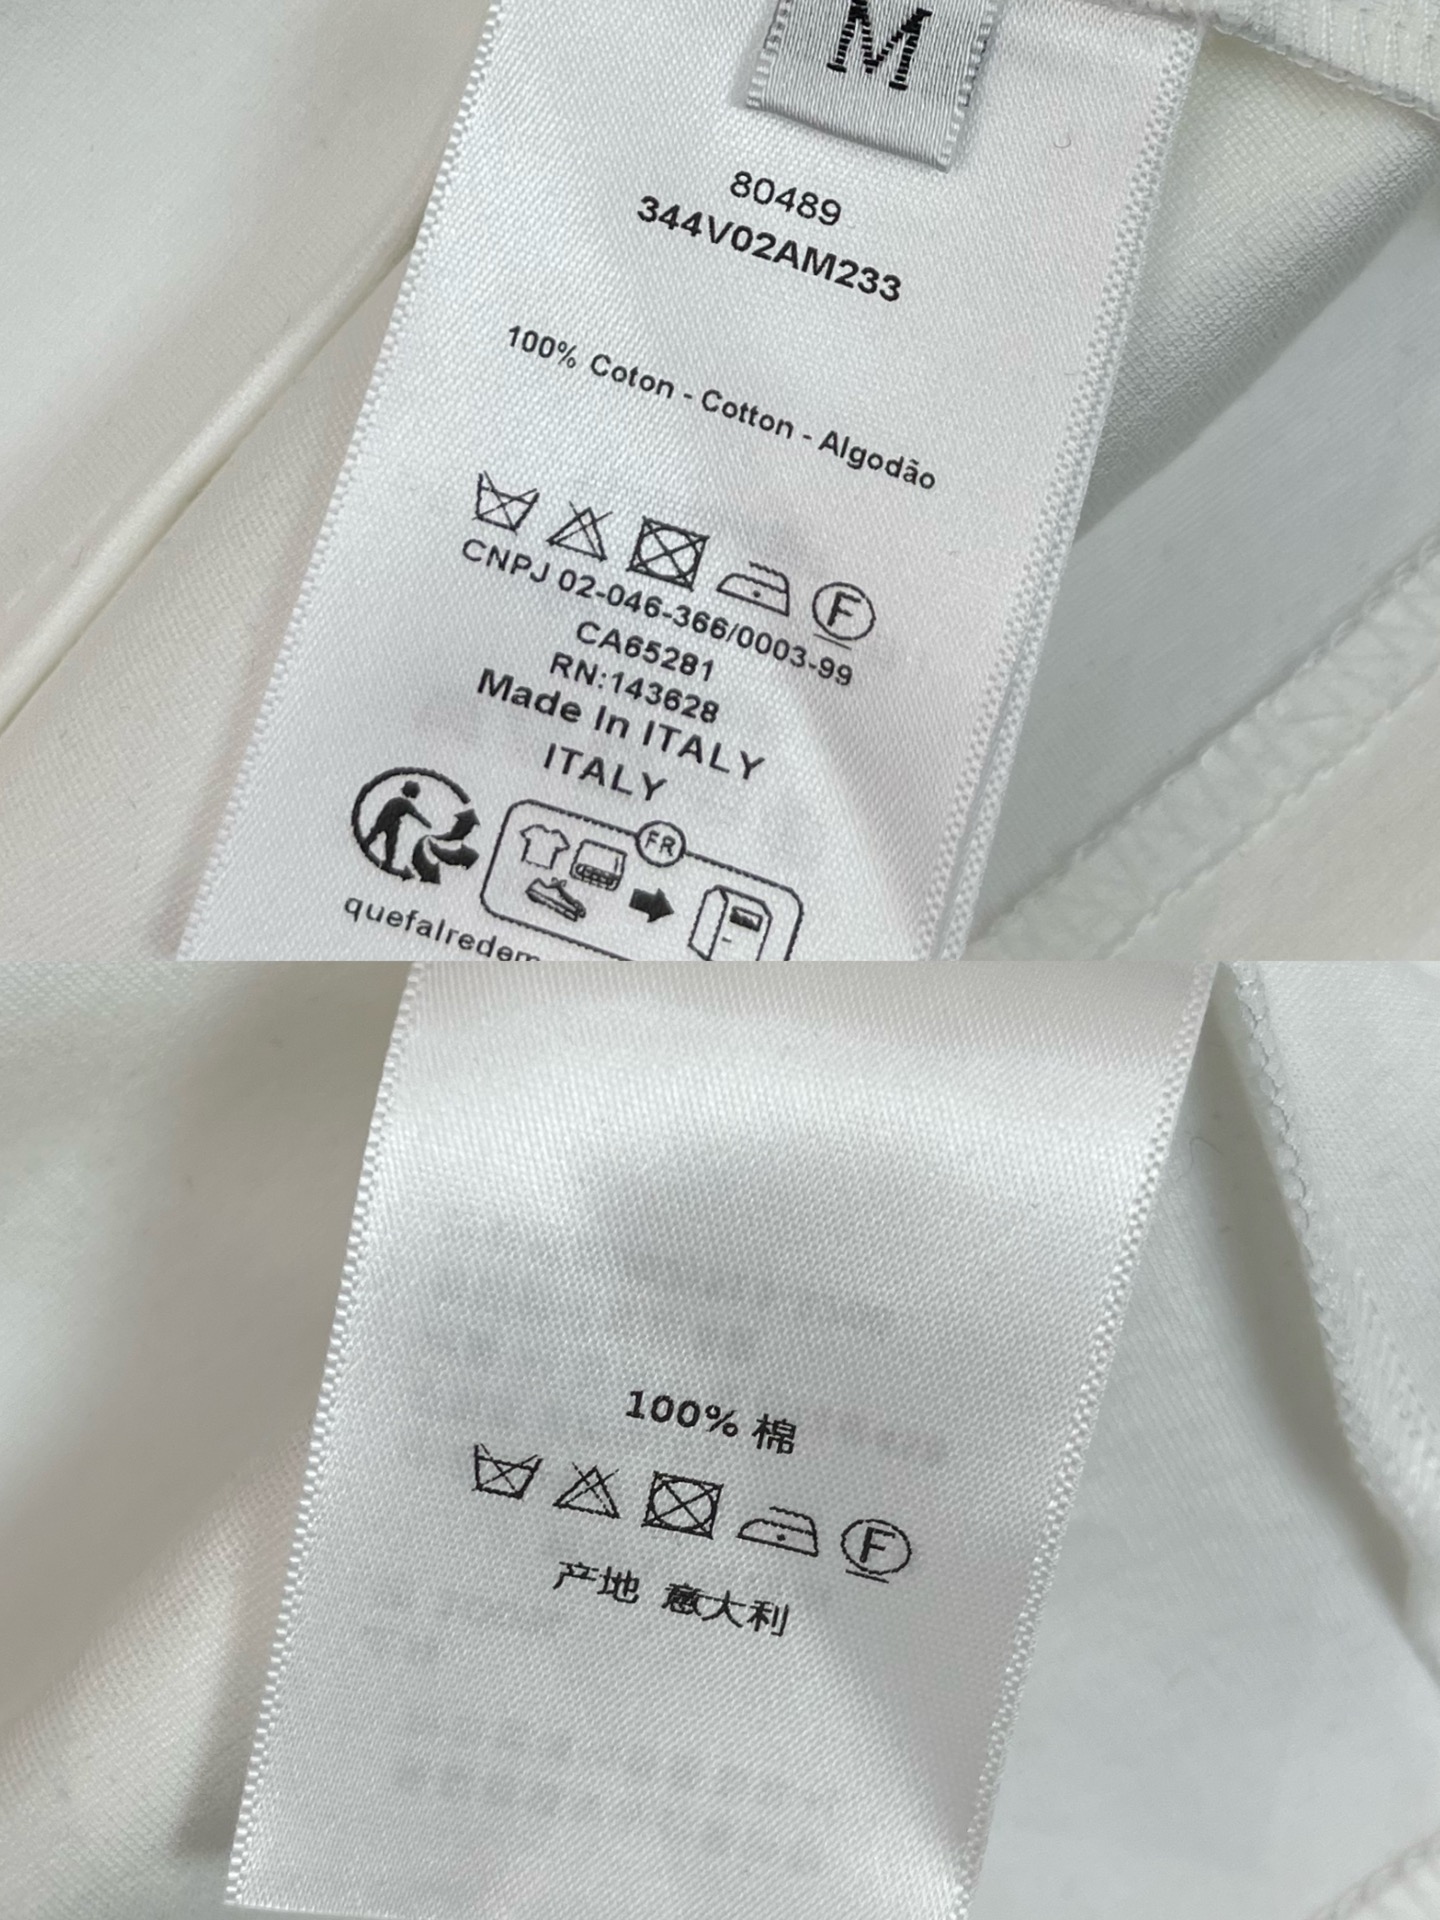 M
80489
344V02AM233
100% Coton - Cotton - Algodão
F
CNPJ 02-046-366/0003-99
CA65281
RN:143628
Made In ITALY
ITALY
FR
quefairedem
100% 棉
F
产地 意大利